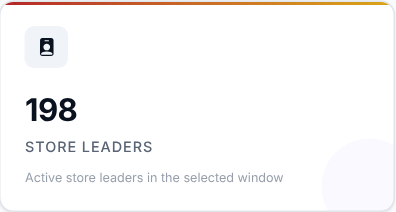 198
STORE LEADERS
Active store leaders in the selected window